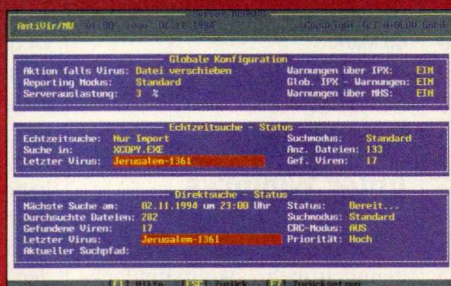 AntiVir/NW
Globale Konfiguration
Aktion falls Virus: Datei verschieben Warnungen über IPX: EIN
Reporting Modus: Standard Glob. IPX - Warnungen: EIN
Serverauslastung: 3 % Warnungen über MHS: EIN
Echtzeitsuche - Status
Echtzeitsuche: Nur Import Suchmodus: Standard
Suche in: XCOPY.EXE Anz. Dateien: 133
Letzter Virus: Jerusalem-1361 Gef. Viren: 17
Direktsuche - Status
Nächste Suche am: 02.11.1994 um 23:00 Uhr Status: Bereit...
Durchsuchte Dateien: 282 Suchmodus: Standard
Gefundene Viren: 17 CRC-Modus: AUS
Letzter Virus: Jerusalem-1361 Priorität: Hoch
Aktueller Suchpfad:
F1 Hilfe ESC Zurück F7 Zurücksetzen